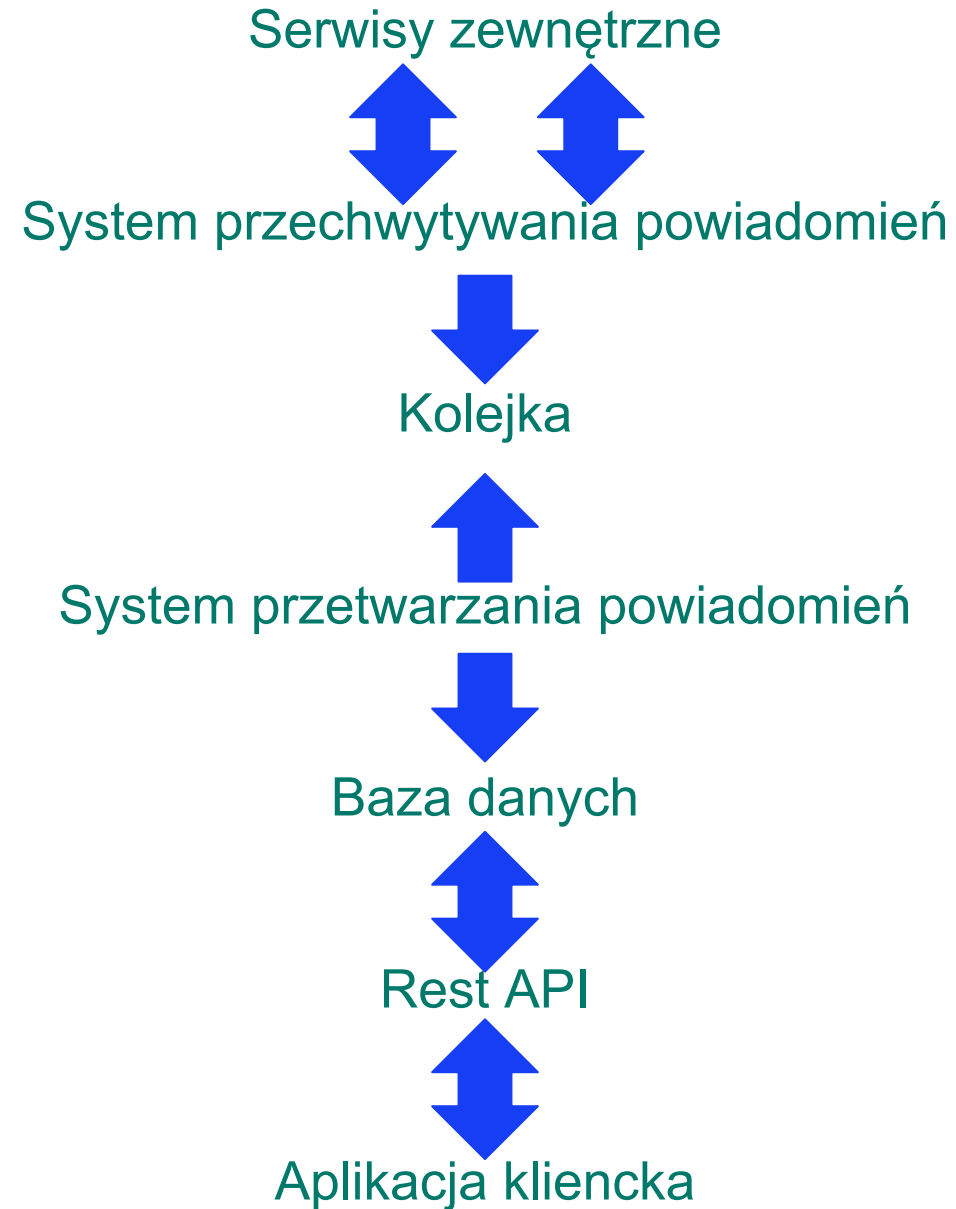 Serwisy zewnętrzne
System przechwytywania powiadomień
Kolejka
System przetwarzania powiadomień
Baza danych
Rest API
Aplikacja kliencka